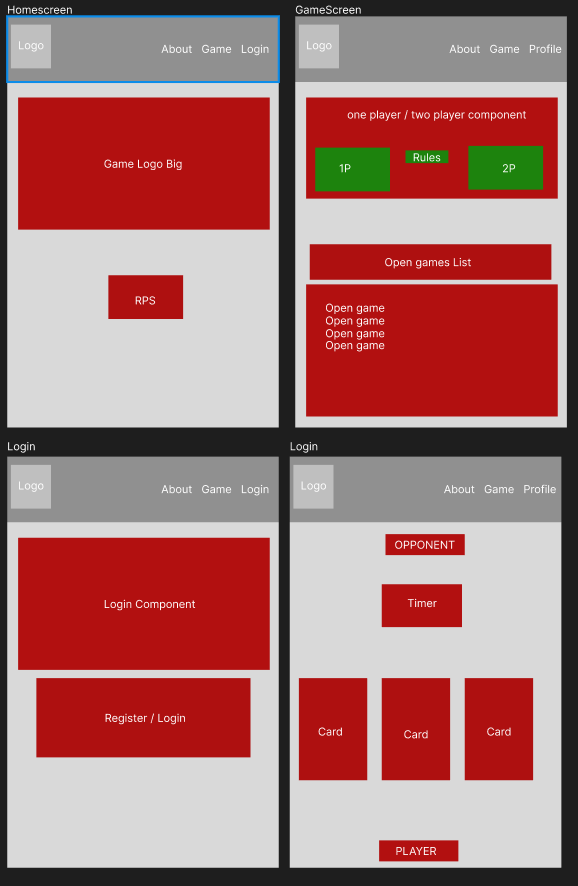 Homescreen
Logo
About Game Login
Game Logo Big
RPS
GameScreen
Logo
About Game Profile
one player / two player component
1P
Rules
2P
Open games List
Open game
Open game
Open game
Open game
Login
Logo
About Game Login
Login Component
Register / Login
Login
Logo
About Game Profile
OPPONENT
Timer
Card
Card
Card
PLAYER